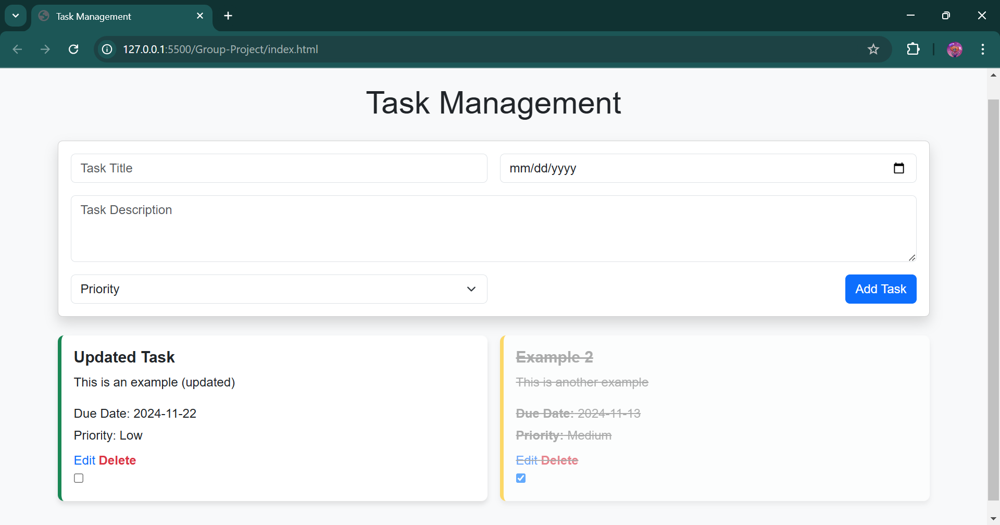 Task Management
127.0.0.1:5500/Group-Project/index.html
Task Management
Task Title
mm/dd/yyyy
Task Description
Priority
Add Task
Updated Task
This is an example (updated)
Due Date: 2024-11-22
Priority: Low
Edit Delete
Example 2
This is another example
Due Date: 2024-11-13
Priority: Medium
Edit Delete